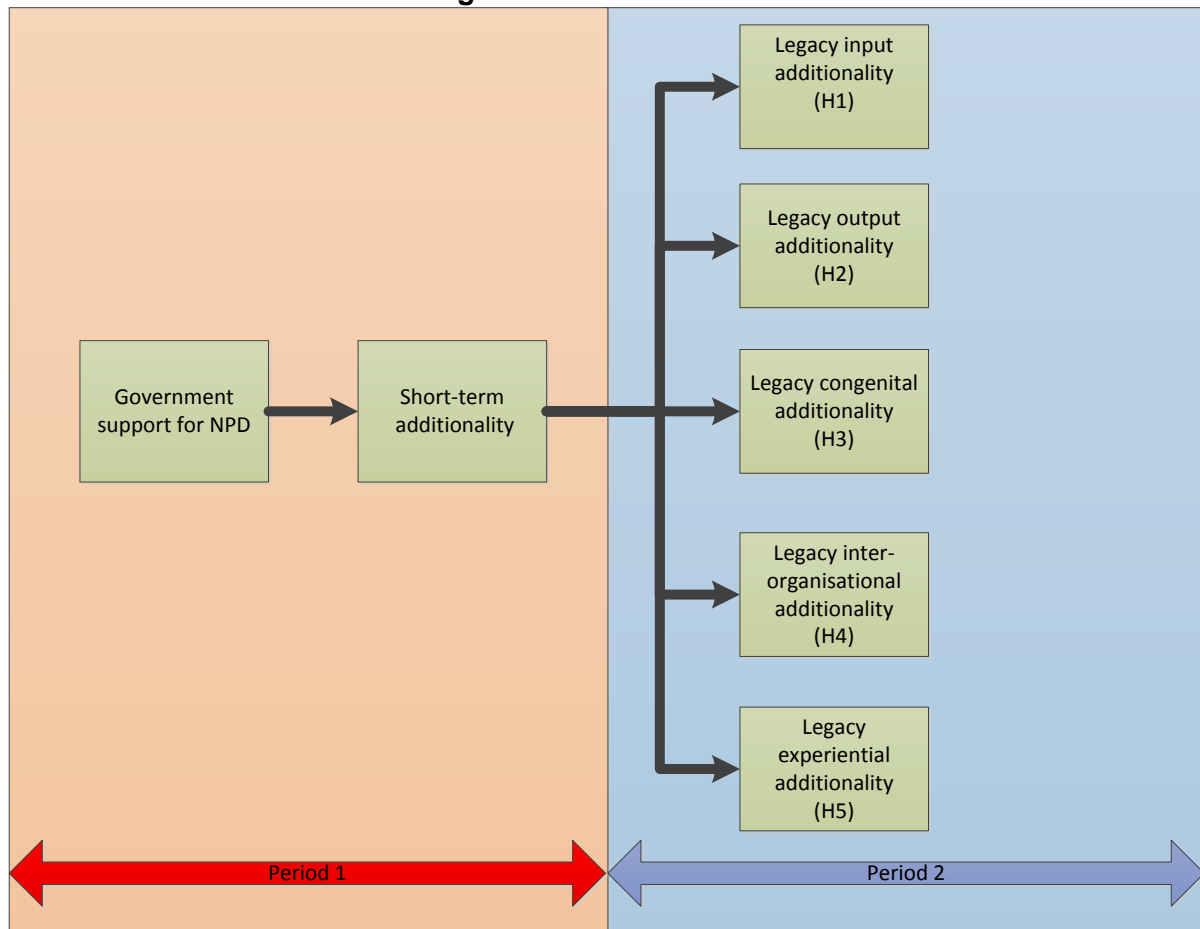 Legacy input
additionality
(H1)
Legacy output
additionality
(H2)
Legacy congenital
additionality
(H3)
Government
support for NPD
Short-term
additionality
Legacy inter-
organisational
additionality
(H4)
Legacy
experiential
additionality
(H5)
Period 1
Period 2